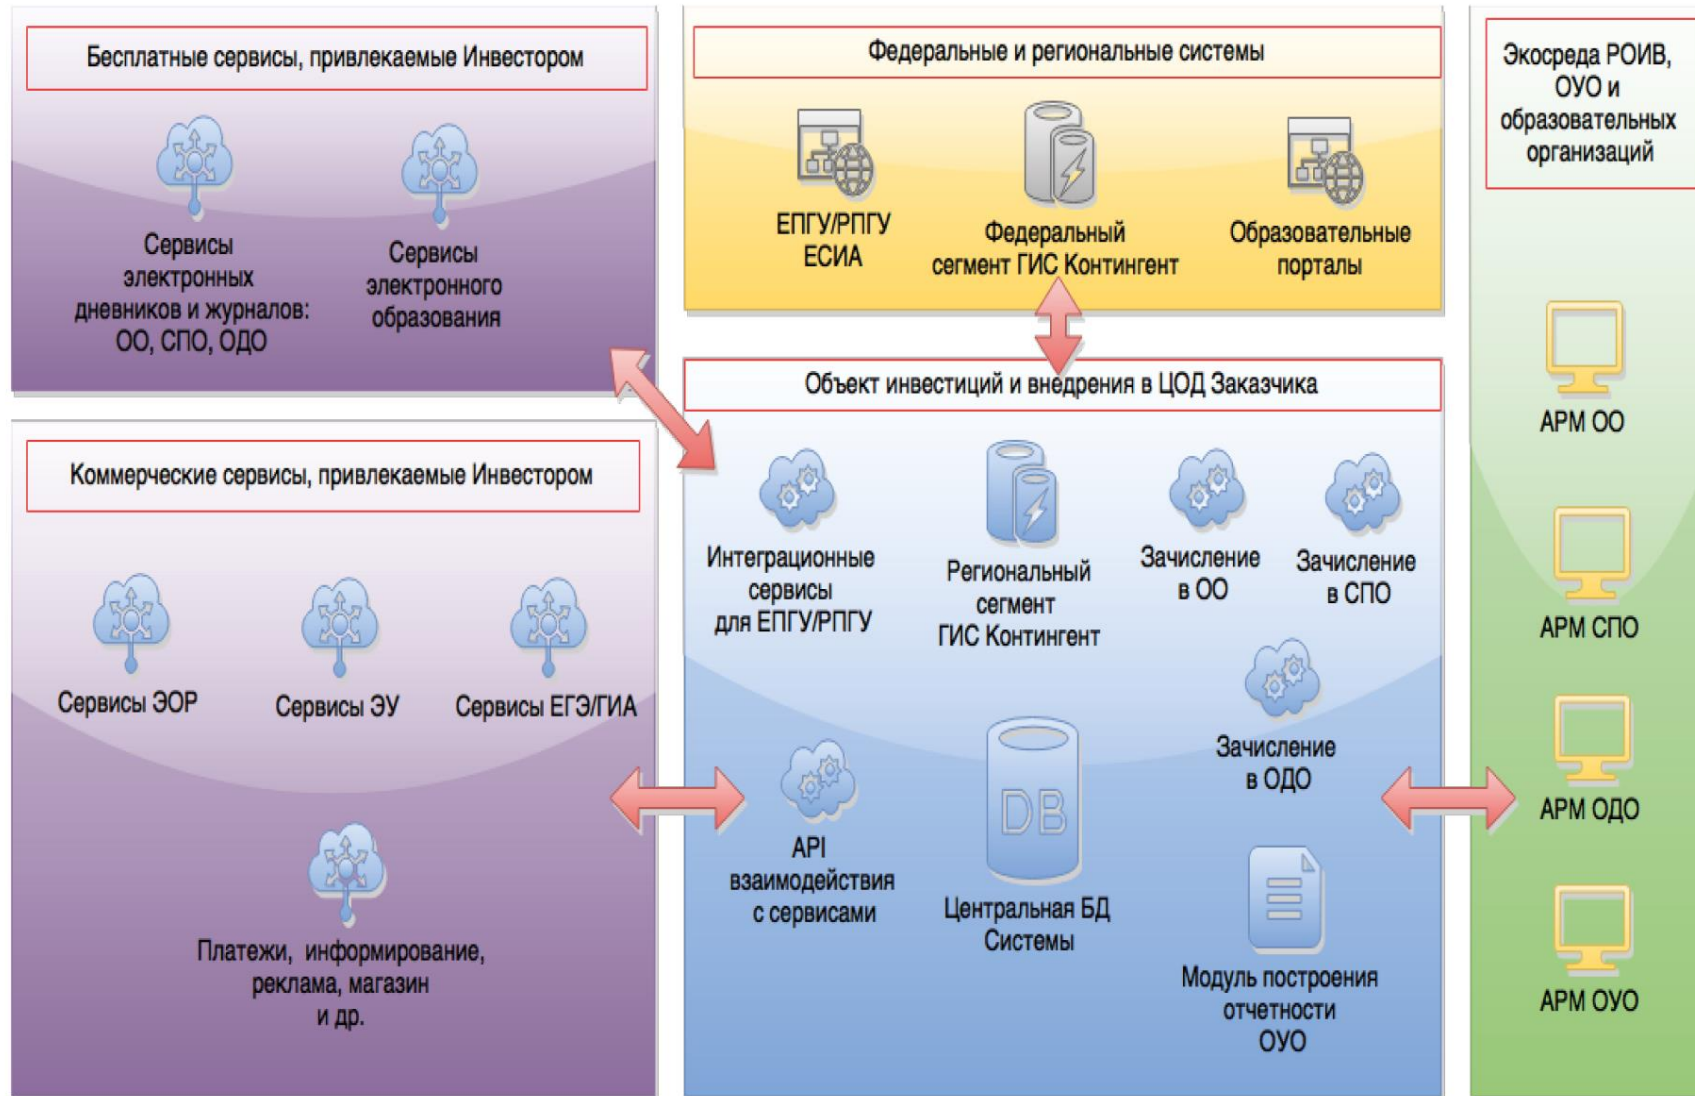 Бесплатные сервисы, привлекаемые Инвестором
Сервисы
электронных
дневников и журналов:
ОО, СПО, ОДО
Сервисы
электронного
образования
Коммерческие сервисы, привлекаемые Инвестором
Сервисы ЭОР
Сервисы ЭУ
Сервисы ЕГЭ/ГИА
Платежи, информирование,
реклама, магазин
и др.
Федеральные и региональные системы
ЕПГУ/РПГУ
ЕСИА
Федеральный
сегмент ГИС Контингент
Образовательные
порталы
Объект инвестиций и внедрения в ЦОД Заказчика
Интеграционные
сервисы
для ЕПГУ/РПГУ
Региональный
сегмент
ГИС Контингент
Зачисление
в ОО
Зачисление
в СПО
Зачисление
в ОДО
API
взаимодействия
с сервисами
DB
Центральная БД
Системы
Модуль построения
отчетности
ОУО
Экосреда РОИВ,
ОУО и
образовательных
организаций
АРМ ОО
АРМ СПО
АРМ ОДО
АРМ ОУО